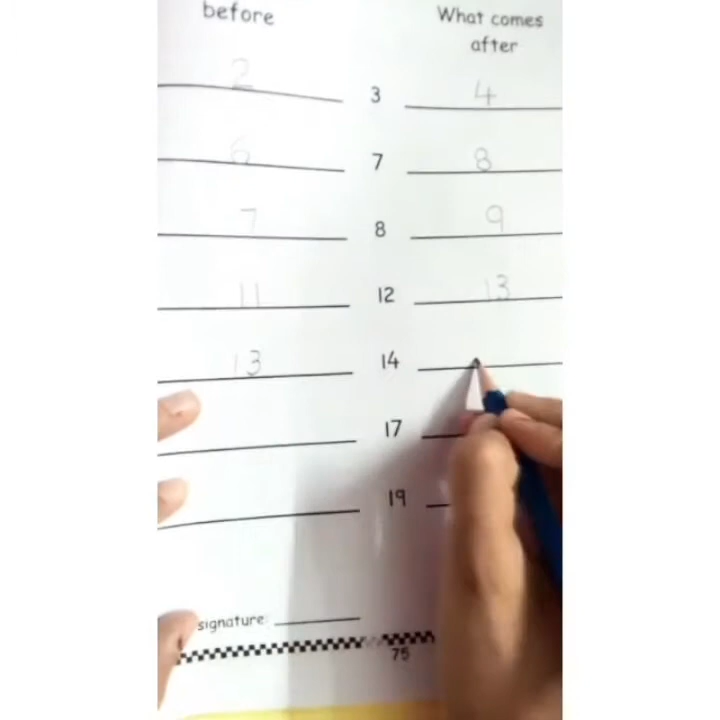 before
What comes
after
2 3 4
6 7 8
7 8 9
11 12 13
13 14
17
19
signature:
75